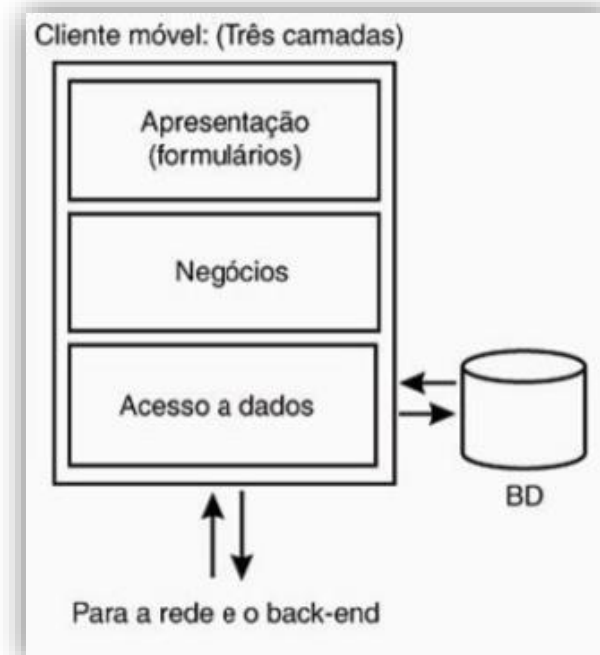 Cliente móvel: (Três camadas)
Apresentação
(formulários)
Negócios
Acesso a dados
BD
Para a rede e o back-end